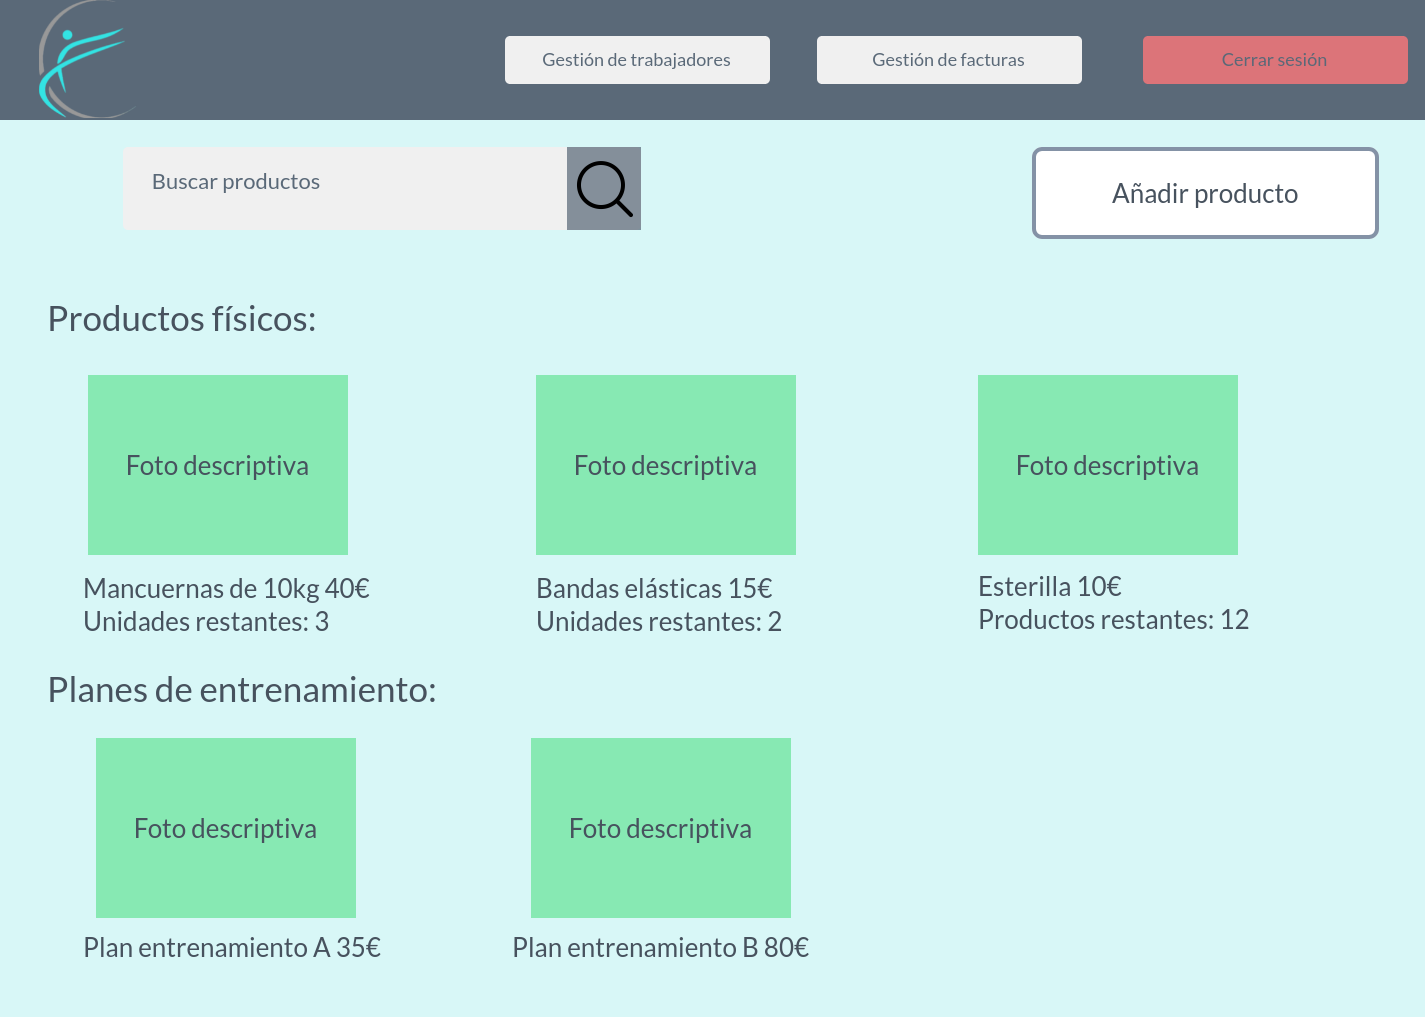 Gestión de trabajadores
Gestión de facturas
Cerrar sesión
Buscar productos
Añadir producto
Productos físicos:
Foto descriptiva
Foto descriptiva
Foto descriptiva
Mancuernas de 10kg 40€
Unidades restantes: 3
Bandas elásticas 15€
Unidades restantes: 2
Esterilla 10€
Productos restantes: 12
Planes de entrenamiento:
Foto descriptiva
Foto descriptiva
Plan entrenamiento A 35€
Plan entrenamiento B 80€